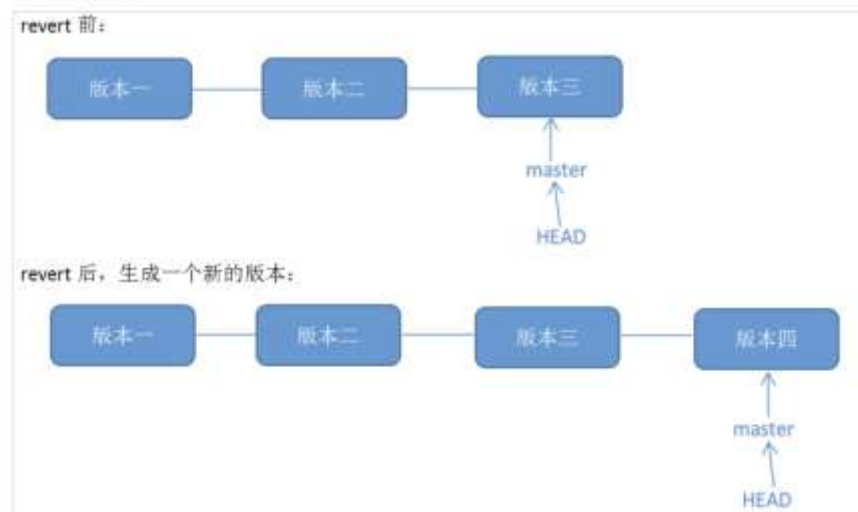 revert 前：
版本一 版本二 版本三
master
HEAD
revert 后，生成一个新的版本：
版本一 版本二 版本三 版本四
master
HEAD